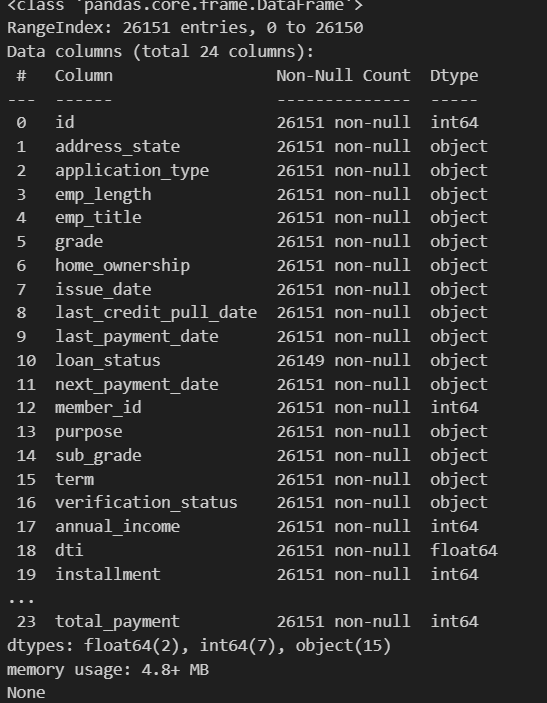 <class 'pandas.core.frame.DataFrame'>
RangeIndex: 26151 entries, 0 to 26150
Data columns (total 24 columns):
 #   Column                 Non-Null Count  Dtype
---  ------                 --------------  -----
 0   id                     26151 non-null  int64
 1   address_state          26151 non-null  object
 2   application_type       26151 non-null  object
 3   emp_length             26151 non-null  object
 4   emp_title              26151 non-null  object
 5   grade                  26151 non-null  object
 6   home_ownership         26151 non-null  object
 7   issue_date             26151 non-null  object
 8   last_credit_pull_date  26151 non-null  object
 9   last_payment_date      26151 non-null  object
 10  loan_status            26149 non-null  object
 11  next_payment_date      26151 non-null  object
 12  member_id              26151 non-null  int64
 13  purpose                26151 non-null  object
 14  sub_grade              26151 non-null  object
 15  term                   26151 non-null  object
 16  verification_status    26151 non-null  object
 17  annual_income          26151 non-null  int64
 18  dti                    26151 non-null  float64
 19  installment            26151 non-null  int64
...
 23  total_payment          26151 non-null  int64
dtypes: float64(2), int64(7), object(15)
memory usage: 4.8+ MB
None